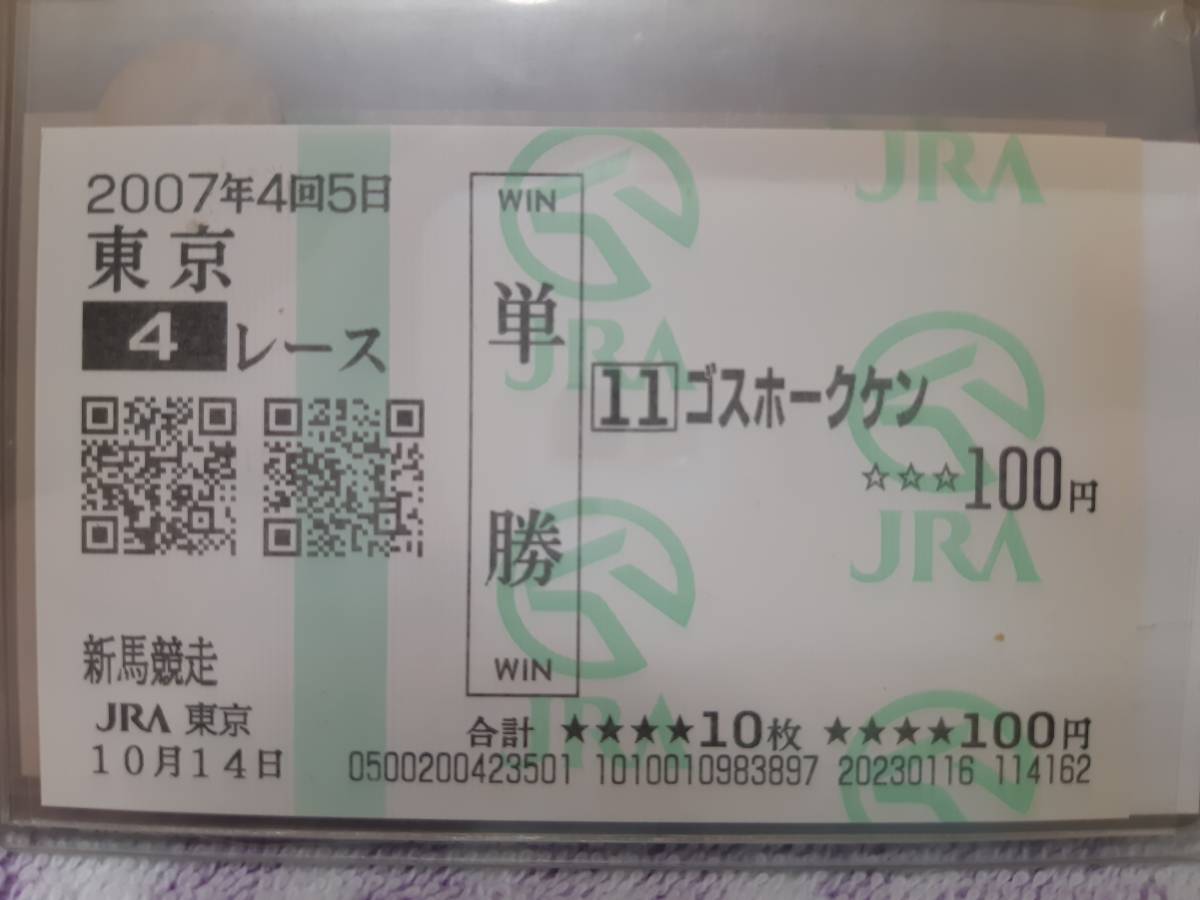 2007年4回5日
東京
4レース
新馬競走
JRA 東京
10月14日
WIN
単勝
WIN
11 ゴスホークケン
☆☆☆100円
合計 ★★★★10枚 ★★★★100円
0500200423501 1010010983897 20230116 114162
JRA
JRA
JRA
JRA